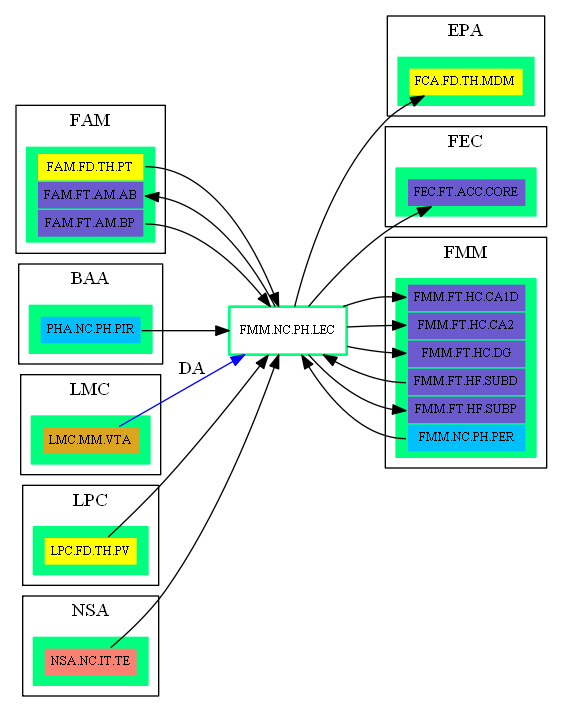 FAM
FAM.FD.TH.PT
FAM.FT.AM.AB
FAM.FT.AM.BP
BAA
PHA.NC.PH.PIR
LMC
LMC.MM.VTA
LPC
LPC.FD.TH.PV
NSA
NSA.NC.IT.TE
DA
FMM.NC.PH.LEC
EPA
FCA.FD.TH.MDM
FEC
FEC.FT.ACC.CORE
FMM
FMM.FT.HC.CA1D
FMM.FT.HC.CA2
FMM.FT.HC.DG
FMM.FT.HF.SUBD
FMM.FT.HF.SUBP
FMM.NC.PH.PER